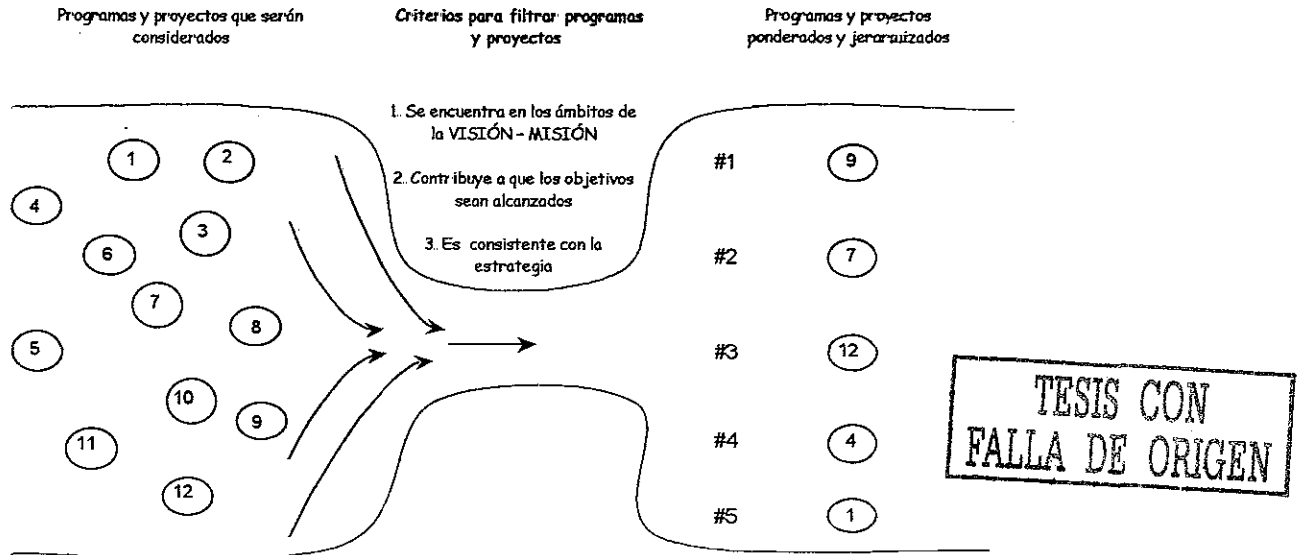 Programas y proyectos que serán
considerados
Criterios para filtrar programas
y proyectos
Programas y proyectos
ponderados y jerarquizados
1. Se encuentra en los ámbitos de
la VISIÓN - MISIÓN
2. Contribuye a que los objetivos
sean alcanzados
3. Es consistente con la
estrategia
1
2
4
3
6
7
8
5
10
9
11
12
#1 9
#2 7
#3 12
#4 4
#5 1
TESIS CON
FALLA DE ORIGEN